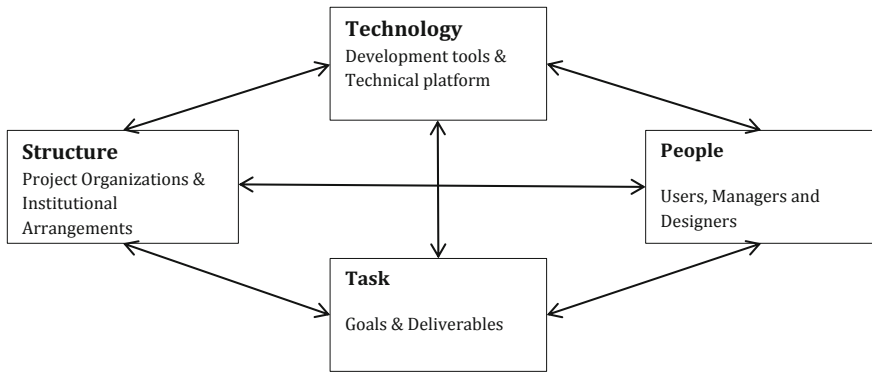 Technology
Development tools &
Technical platform
Structure
Project Organizations &
Institutional
Arrangements
People
Users, Managers and
Designers
Task
Goals & Deliverables